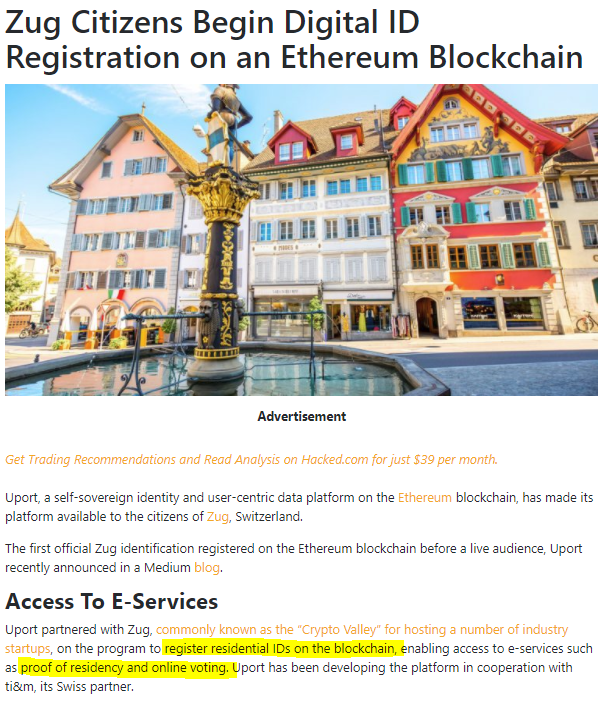 Zug Citizens Begin Digital ID
Registration on an Ethereum Blockchain
Advertisement
Get Trading Recommendations and Read Analysis on Hacked.com for just $39 per month.
Uport, a self-sovereign identity and user-centric data platform on the Ethereum blockchain, has made its
platform available to the citizens of Zug, Switzerland.
The first official Zug identification registered on the Ethereum blockchain before a live audience, Uport
recently announced in a Medium blog.
Access To E-Services
Uport partnered with Zug, commonly known as the “Crypto Valley” for hosting a number of industry
startups, on the program to register residential IDs on the blockchain, enabling access to e-services such
as proof of residency and online voting. Uport has been developing the platform in cooperation with
ti&m, its Swiss partner.